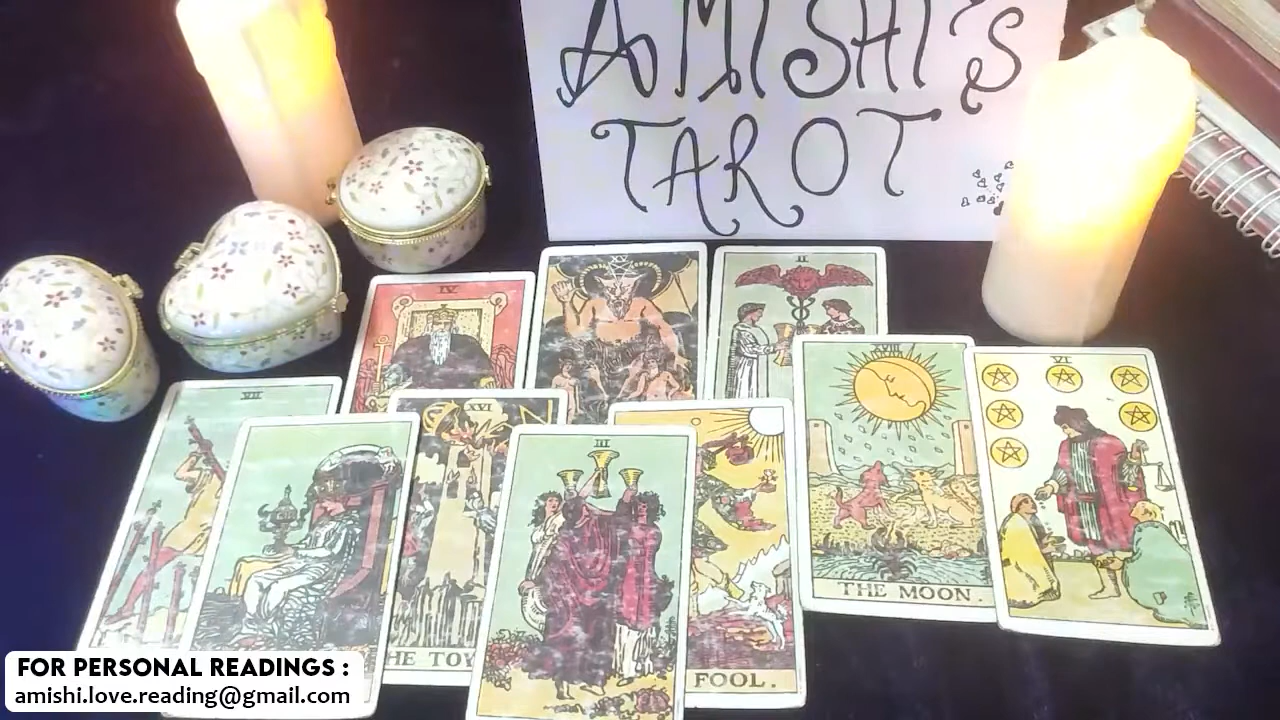 AMISHI'S
TAROT
IV
XV
II
XVIII
THE MOON.
VI
VII
XVI
HE TOW
III
FOOL.
FOR PERSONAL READINGS :
amishi.love.reading@gmail.com